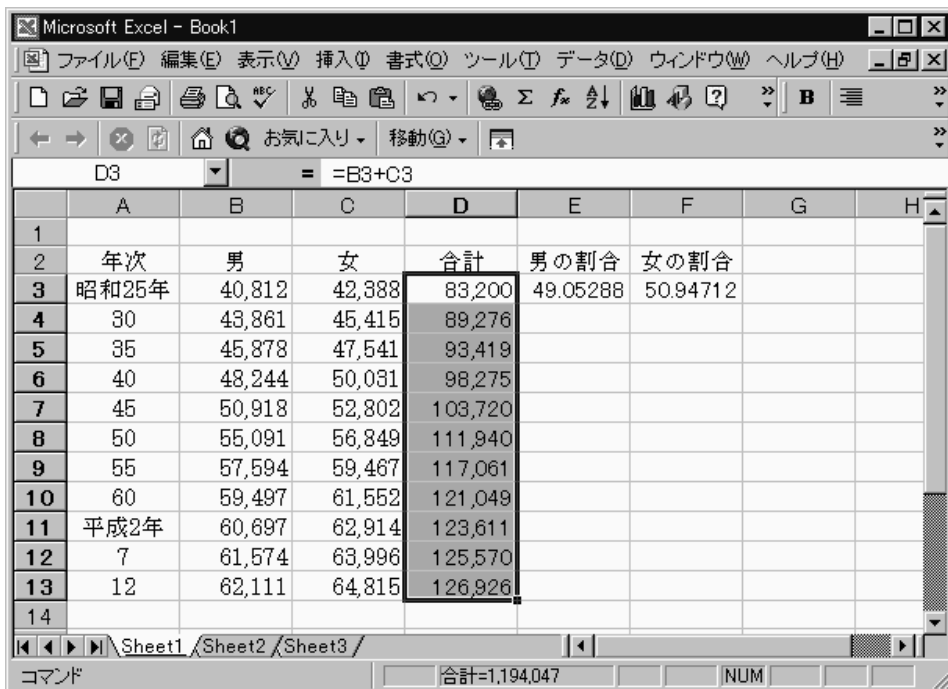 Microsoft Excel - Book1
ファイル(F) 編集(E) 表示(V) 挿入(I) 書式(O) ツール(T) データ(D) ウィンドウ(W) ヘルプ(H)
ABC Σ fx AZ ? » B »
お気に入り 移動(G) »
D3 = =B3+C3
A B C D E F G H
1
2 年次 男 女 合計 男の割合 女の割合
3 昭和25年 40,812 42,388 83,200 49.05288 50.94712
4 30 43,861 45,415 89,276
5 35 45,878 47,541 93,419
6 40 48,244 50,031 98,275
7 45 50,918 52,802 103,720
8 50 55,091 56,849 111,940
9 55 57,594 59,467 117,061
10 60 59,497 61,552 121,049
11 平成2年 60,697 62,914 123,611
12 7 61,574 63,996 125,570
13 12 62,111 64,815 126,926
14
Sheet1 Sheet2 Sheet3
コマンド 合計=1,194,047 NUM